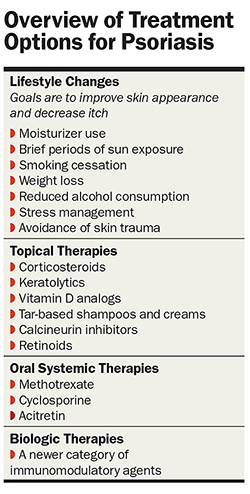 Overview of Treatment
Options for Psoriasis
Lifestyle Changes
Goals are to improve skin appearance
and decrease itch
Moisturizer use
Brief periods of sun exposure
Smoking cessation
Weight loss
Reduced alcohol consumption
Stress management
Avoidance of skin trauma
Topical Therapies
Corticosteroids
Keratolytics
Vitamin D analogs
Tar-based shampoos and creams
Calcineurin inhibitors
Retinoids
Oral Systemic Therapies
Methotrexate
Cyclosporine
Acitretin
Biologic Therapies
A newer category of
immunomodulatory agents